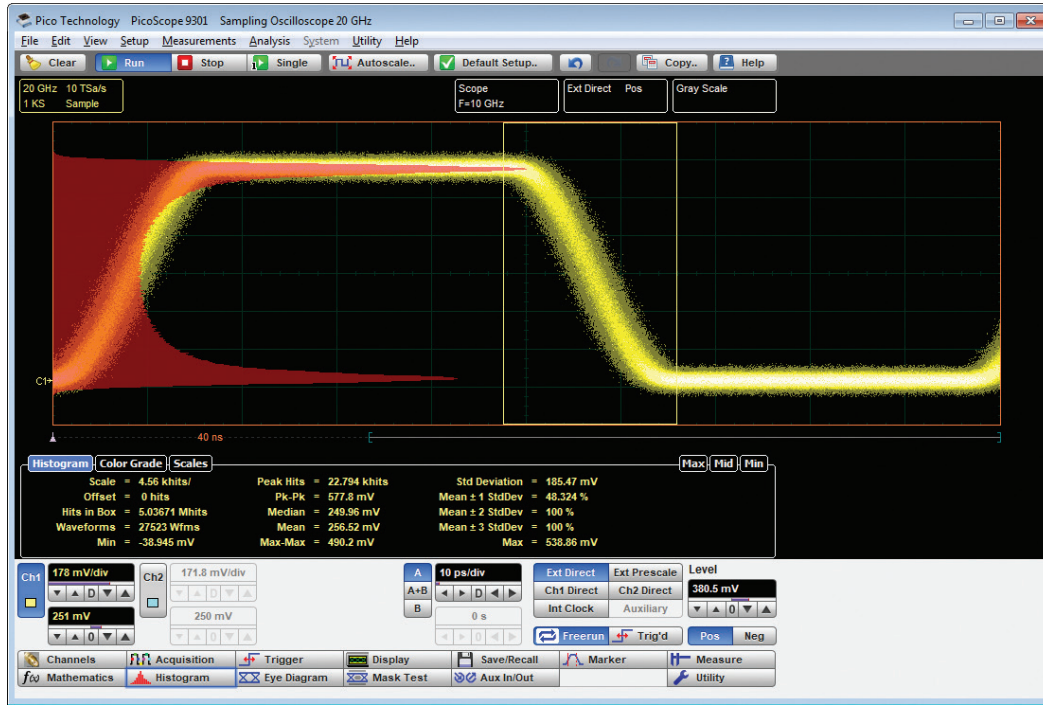 Pico Technology PicoScope 9301 Sampling Oscilloscope 20 GHz
File Edit View Setup Measurements Analysis System Utility Help
Clear Run Stop Single Autoscale.. Default Setup.. Copy.. Help
20 GHz 10 TSa/s Scope Ext Direct Pos Gray Scale
1 KS Sample F=10 GHz
C1
40 ns
Histogram Color Grade Scales Max Mid Min
Scale = 4.56 khits/ Peak Hits = 22.794 khits Std Deviation = 185.47 mV
Offset = 0 hits Pk-Pk = 577.8 mV Mean ± 1 StdDev = 48.324 %
Hits in Box = 5.03671 Mhits Median = 249.96 mV Mean ± 2 StdDev = 100 %
Waveforms = 27523 Wfms Mean = 256.52 mV Mean ± 3 StdDev = 100 %
Min = -38.945 mV Max-Max = 490.2 mV Max = 538.86 mV
Ch1 178 mV/div Ch2 171.8 mV/div A 10 ps/div Ext Direct Ext Prescale Level
D D A+B D Ch1 Direct Ch2 Direct 380.5 mV
251 mV 250 mV B 0 s Int Clock Auxiliary 0
0 0 0 Freerun Trig'd Pos Neg
Channels Acquisition Trigger Display Save/Recall Marker Measure
f(ω) Mathematics Histogram Eye Diagram Mask Test Aux In/Out Utility